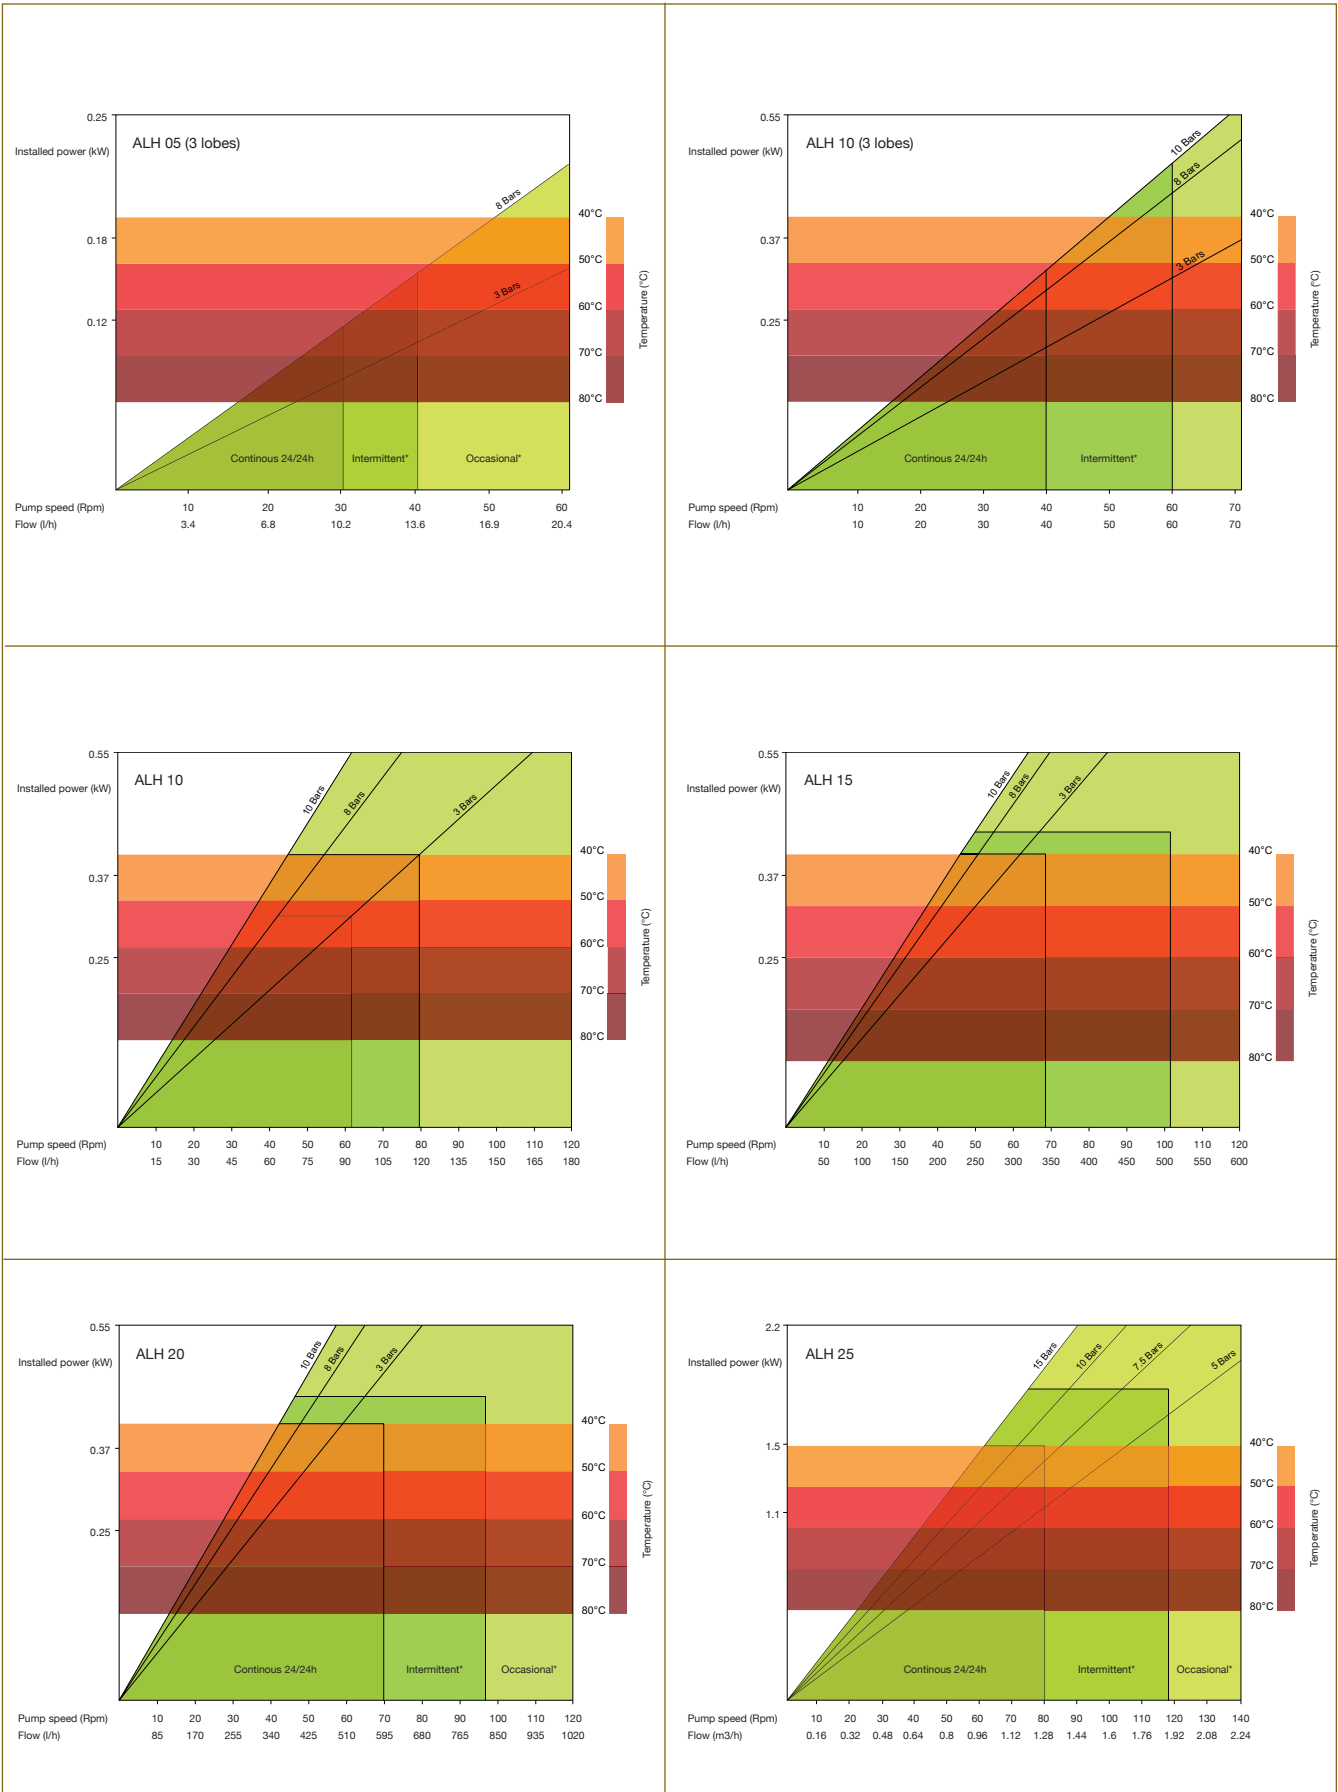 0.25
ALH 05 (3 lobes)
Installed power (kW)
8 Bars
40°C
0.18
50°C
3 Bars
60°C
0.12
Temperature (°C)
70°C
80°C
Continous 24/24h Intermittent* Occasional*
Pump speed (Rpm) 10 20 30 40 50 60
Flow (l/h) 3.4 6.8 10.2 13.6 16.9 20.4
0.55
ALH 10 (3 lobes)
Installed power (kW)
10 Bars
8 Bars
40°C
0.37
3 Bars
50°C
60°C
0.25
Temperature (°C)
70°C
80°C
Continous 24/24h Intermittent*
Pump speed (Rpm) 10 20 30 40 50 60 70
Flow (l/h) 10 20 30 40 50 60 70
0.55
ALH 10
Installed power (kW)
10 Bars
8 Bars
3 Bars
40°C
0.37
50°C
60°C
0.25
Temperature (°C)
70°C
80°C
Pump speed (Rpm) 10 20 30 40 50 60 70 80 90 100 110 120
Flow (l/h) 15 30 45 60 75 90 105 120 135 150 165 180
0.55
ALH 15
Installed power (kW)
10 Bars
8 Bars
3 Bars
40°C
0.37
50°C
60°C
0.25
Temperature (°C)
70°C
80°C
Pump speed (Rpm) 10 20 30 40 50 60 70 80 90 100 110 120
Flow (l/h) 50 100 150 200 250 300 350 400 450 500 550 600
0.55
ALH 20
Installed power (kW)
10 Bars
8 Bars
3 Bars
40°C
0.37
50°C
60°C
0.25
Temperature (°C)
70°C
80°C
Continous 24/24h Intermittent* Occasional*
Pump speed (Rpm) 10 20 30 40 50 60 70 80 90 100 110 120
Flow (l/h) 85 170 255 340 425 510 595 680 765 850 935 1020
2.2
ALH 25
Installed power (kW)
15 Bars
10 Bars
7.5 Bars
5 Bars
40°C
1.5
50°C
1.1
60°C
Temperature (°C)
70°C
80°C
Continous 24/24h Intermittent* Occasional*
Pump speed (Rpm) 10 20 30 40 50 60 70 80 90 100 110 120 130 140
Flow (m3/h) 0.16 0.32 0.48 0.64 0.8 0.96 1.12 1.28 1.44 1.6 1.76 1.92 2.08 2.24